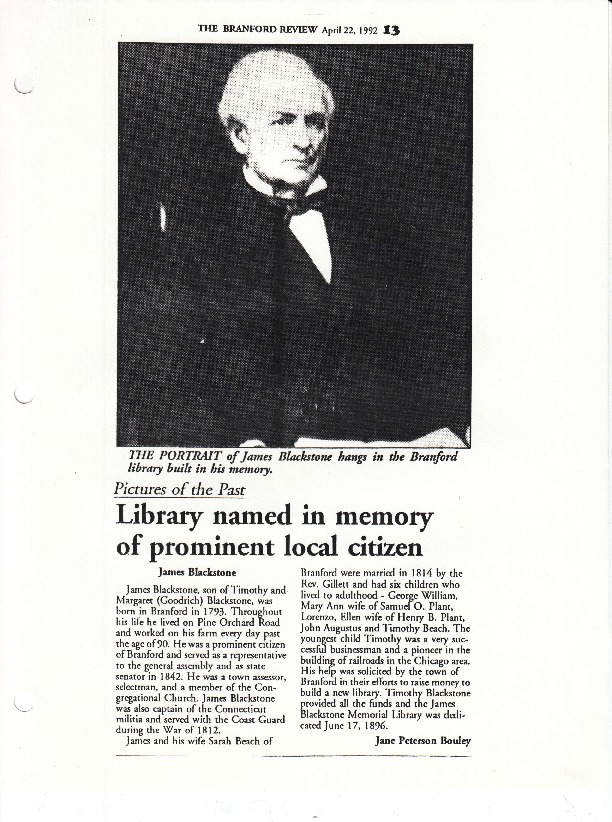 THE BRANFORD REVIEW April 22, 1992 13
THE PORTRAIT of James Blackstone hangs in the Branford
library built in his memory.
Pictures of the Past
Library named in memory
of prominent local citizen
James Blackstone
James Blackstone, son of Timothy and
Margaret (Goodrich) Blackstone, was
born in Branford in 1793. Throughout
his life he lived on Pine Orchard Road
and worked on his farm every day past
the age of 90. He was a prominent citizen
of Branford and served as a representative
to the general assembly and as state
senator in 1842. He was a town assessor,
selectman, and a member of the Con-
gregational Church. James Blackstone
was also captain of the Connecticut
militia and served with the Coast Guard
during the War of 1812.
James and his wife Sarah Beach of
Branford were married in 1814 by the
Rev. Gillett and had six children who
lived to adulthood - George William,
Mary Ann wife of Samuel O. Plant,
Lorenzo, Ellen wife of Henry B. Plant,
John Augustus and Timothy Beach. The
youngest child Timothy was a very suc-
cessful businessman and a pioneer in the
building of railroads in the Chicago area.
His help was solicited by the town of
Branford in their efforts to raise money to
build a new library. Timothy Blackstone
provided all the funds and the James
Blackstone Memorial Library was dedi-
cated June 17, 1896.
Jane Peterson Bouley